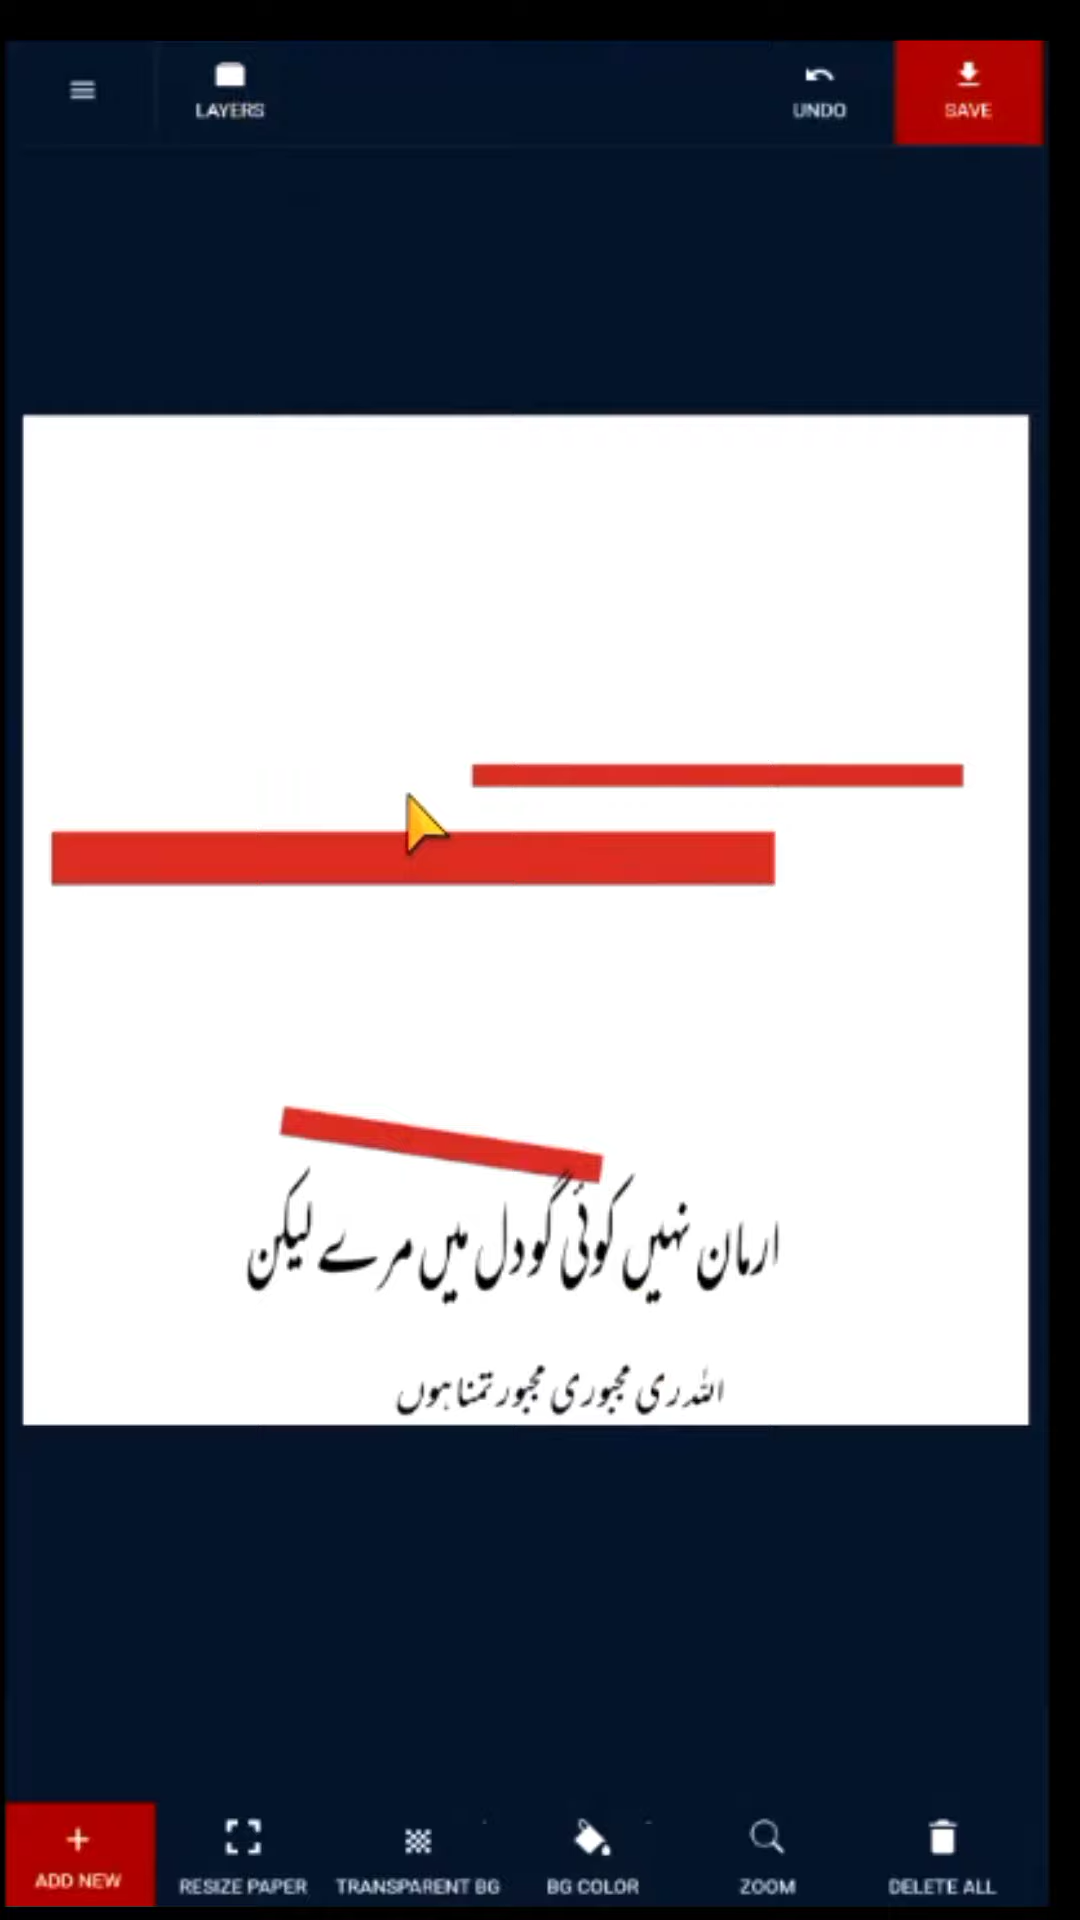 LAYERS
UNDO
SAVE
ارمان نہیں کوئی گو دل میں مرے لیکن
اللہ ری مجبوری مجبور تمنا ہوں
ADD NEW
RESIZE PAPER
TRANSPARENT BG
BG COLOR
ZOOM
DELETE ALL